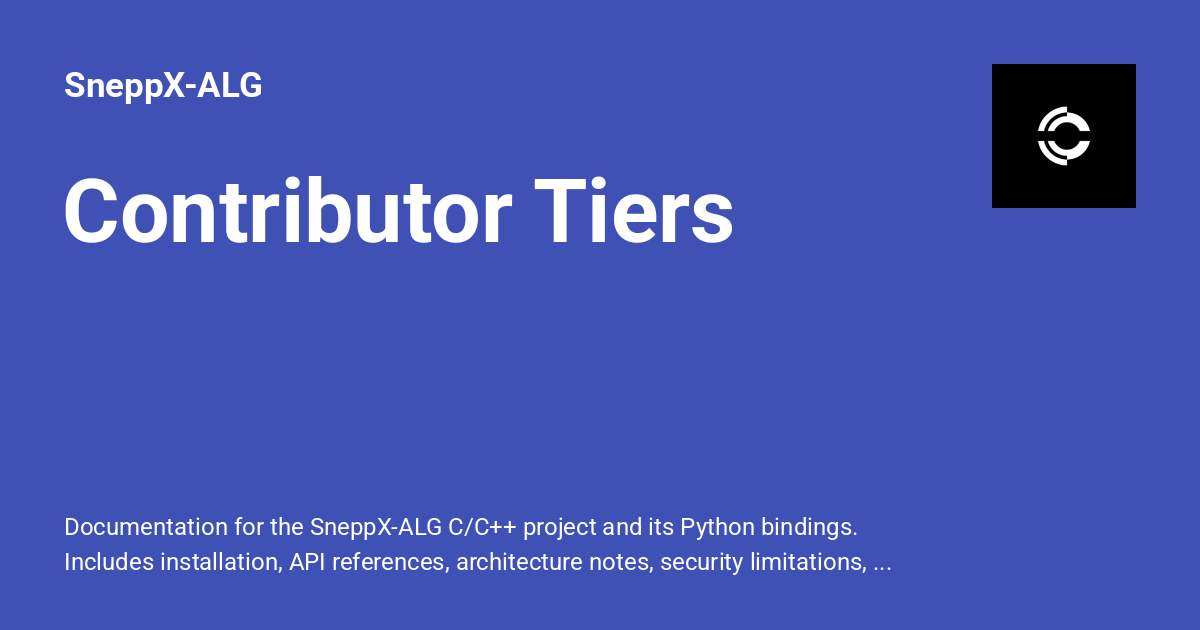 SneppX-ALG
Contributor Tiers
Documentation for the SneppX-ALG C/C++ project and its Python bindings.
Includes installation, API references, architecture notes, security limitations, ...